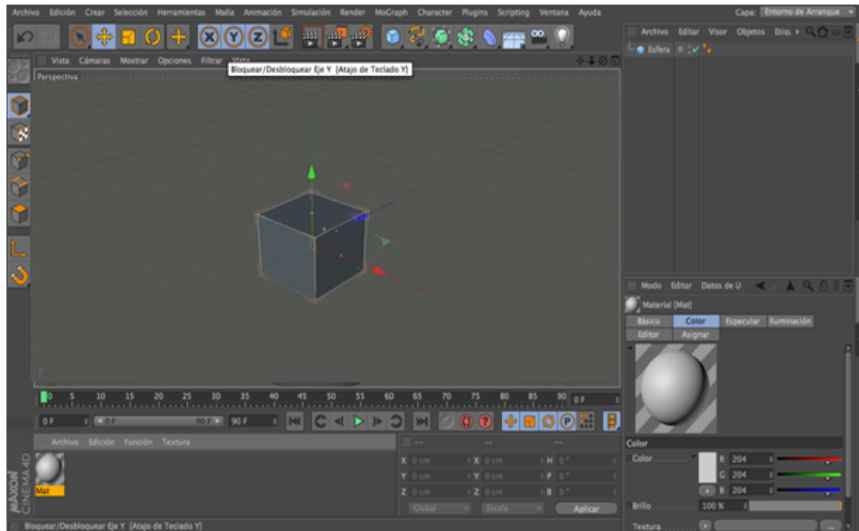 Archivo Edición Crear Selección Herramientas Malla Animación Simulación Render MoGraph Character Plugins Scripting Ventana Ayuda
Capa: Entorno de Arranque
X Y Z
Archivo Editar Visor Objetos Etiq.
Esfera
Vista Cámaras Mostrar Opciones Filtrar Vista
Bloquear/Desbloquear Eje Y [Atajo de Teclado Y]
Perspectiva
Modo Editar Datos de U
Material [Mat]
Básico Color Especular Iluminación
Editor Asignar
0 5 10 15 20 25 30 35 40 45 50 55 60 65 70 75 80 85 90 0 F
0 F 0 F 90 F 90 F
Archivo Edición Función Textura
-- -- --
Mat
X 0 cm X 0 cm H 0°
Y 0 cm Y 0 cm P 0°
Z 0 cm Z 0 cm B 0°
Global Escala Aplicar
Color
Color R 204
G 204
B 204
Brillo 100 %
Textura ...
MAXON
CINEMA 4D
Bloquear/Desbloquear Eje Y [Atajo de Teclado Y]